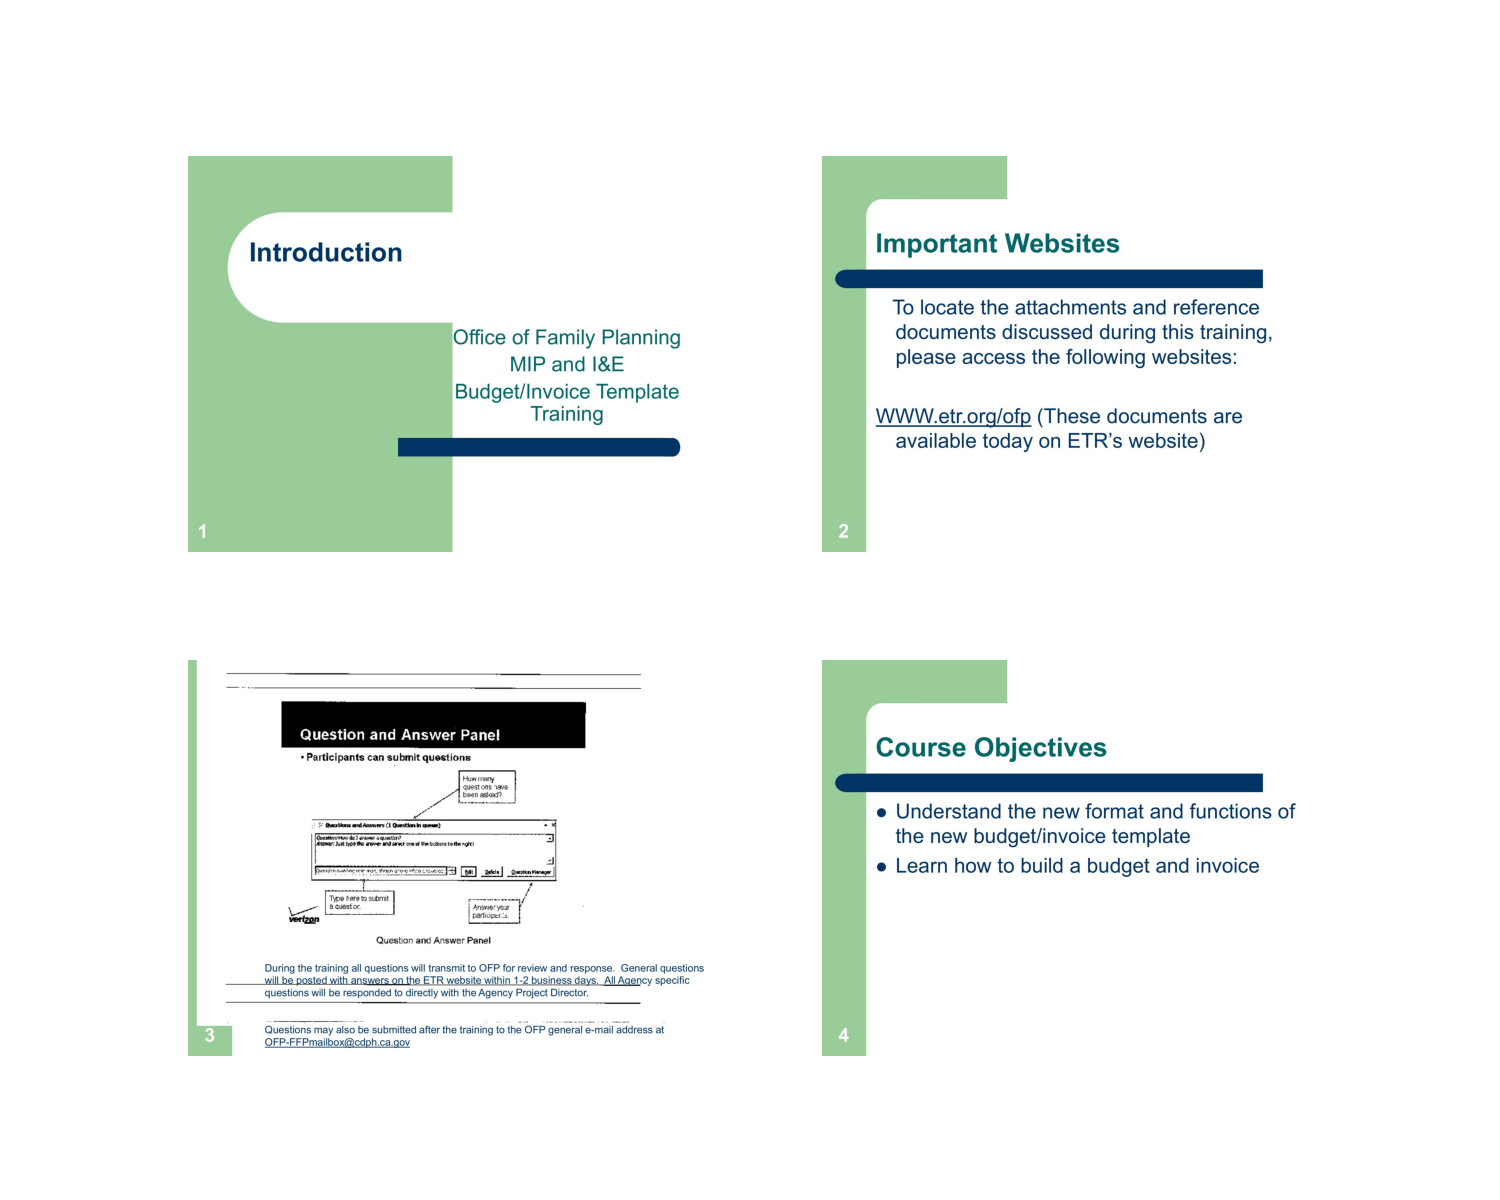 Introduction
Office of Family Planning
MIP and I&E
Budget/Invoice Template
Training
1
Important Websites
To locate the attachments and reference
documents discussed during this training,
please access the following websites:
WWW.etr.org/ofp (These documents are
available today on ETR's website)
2
Question and Answer Panel
• Participants can submit questions
How many
questions have
been asked?
Questions and Answers (1 Question in queue)
Question: How do I answer a question?
Answer: Just type the answer and select one of the buttons to the right!
Edit Delete Question Manager
Type here to submit
a question.
Answer your
participants.
verizon
Question and Answer Panel
During the training all questions will transmit to OFP for review and response. General questions
will be posted with answers on the ETR website within 1-2 business days. All Agency specific
questions will be responded to directly with the Agency Project Director.
Questions may also be submitted after the training to the OFP general e-mail address at
OFP-FFPmailbox@cdph.ca.gov
3
Course Objectives
● Understand the new format and functions of
the new budget/invoice template
● Learn how to build a budget and invoice
4